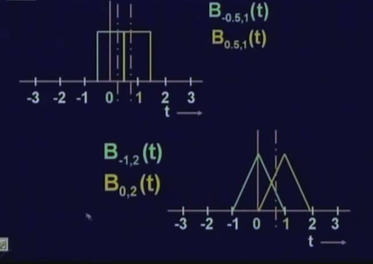 B-0.5,1(t)
B0.5,1(t)
-3 -2 -1 0 1 2 3
t
B-1,2(t)
B0,2(t)
-3 -2 -1 0 1 2 3
t